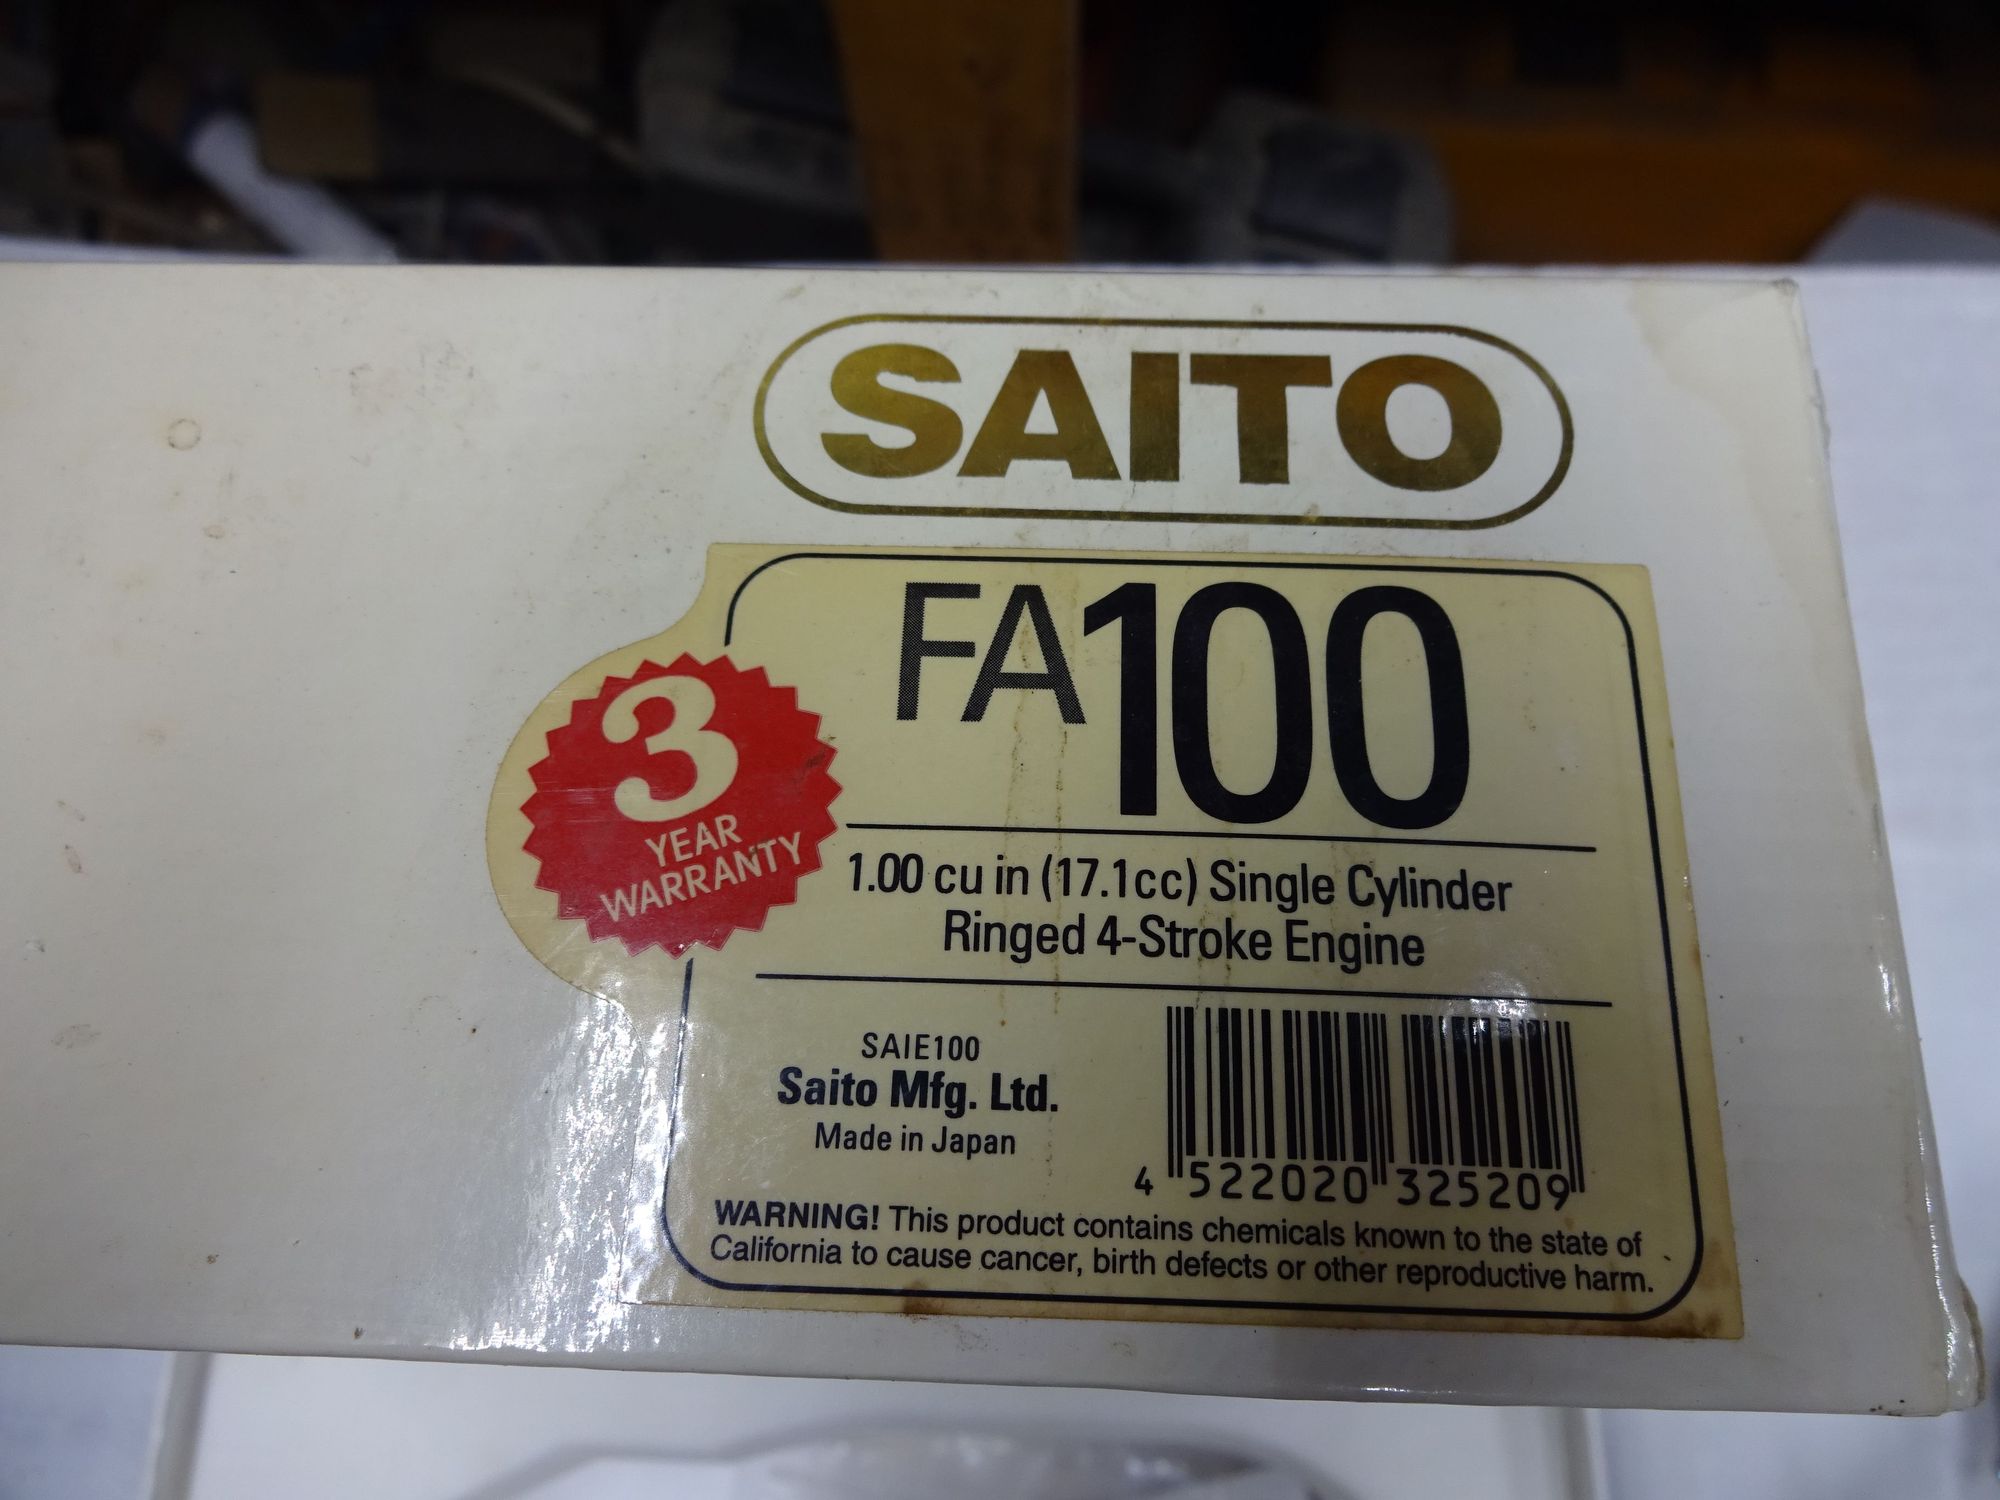 SAITO
FA100
3
YEAR
WARRANTY
1.00 cu in (17.1cc) Single Cylinder
Ringed 4-Stroke Engine
SAIE100
Saito Mfg. Ltd.
Made in Japan
4 522020 325209
WARNING! This product contains chemicals known to the state of
California to cause cancer, birth defects or other reproductive harm.